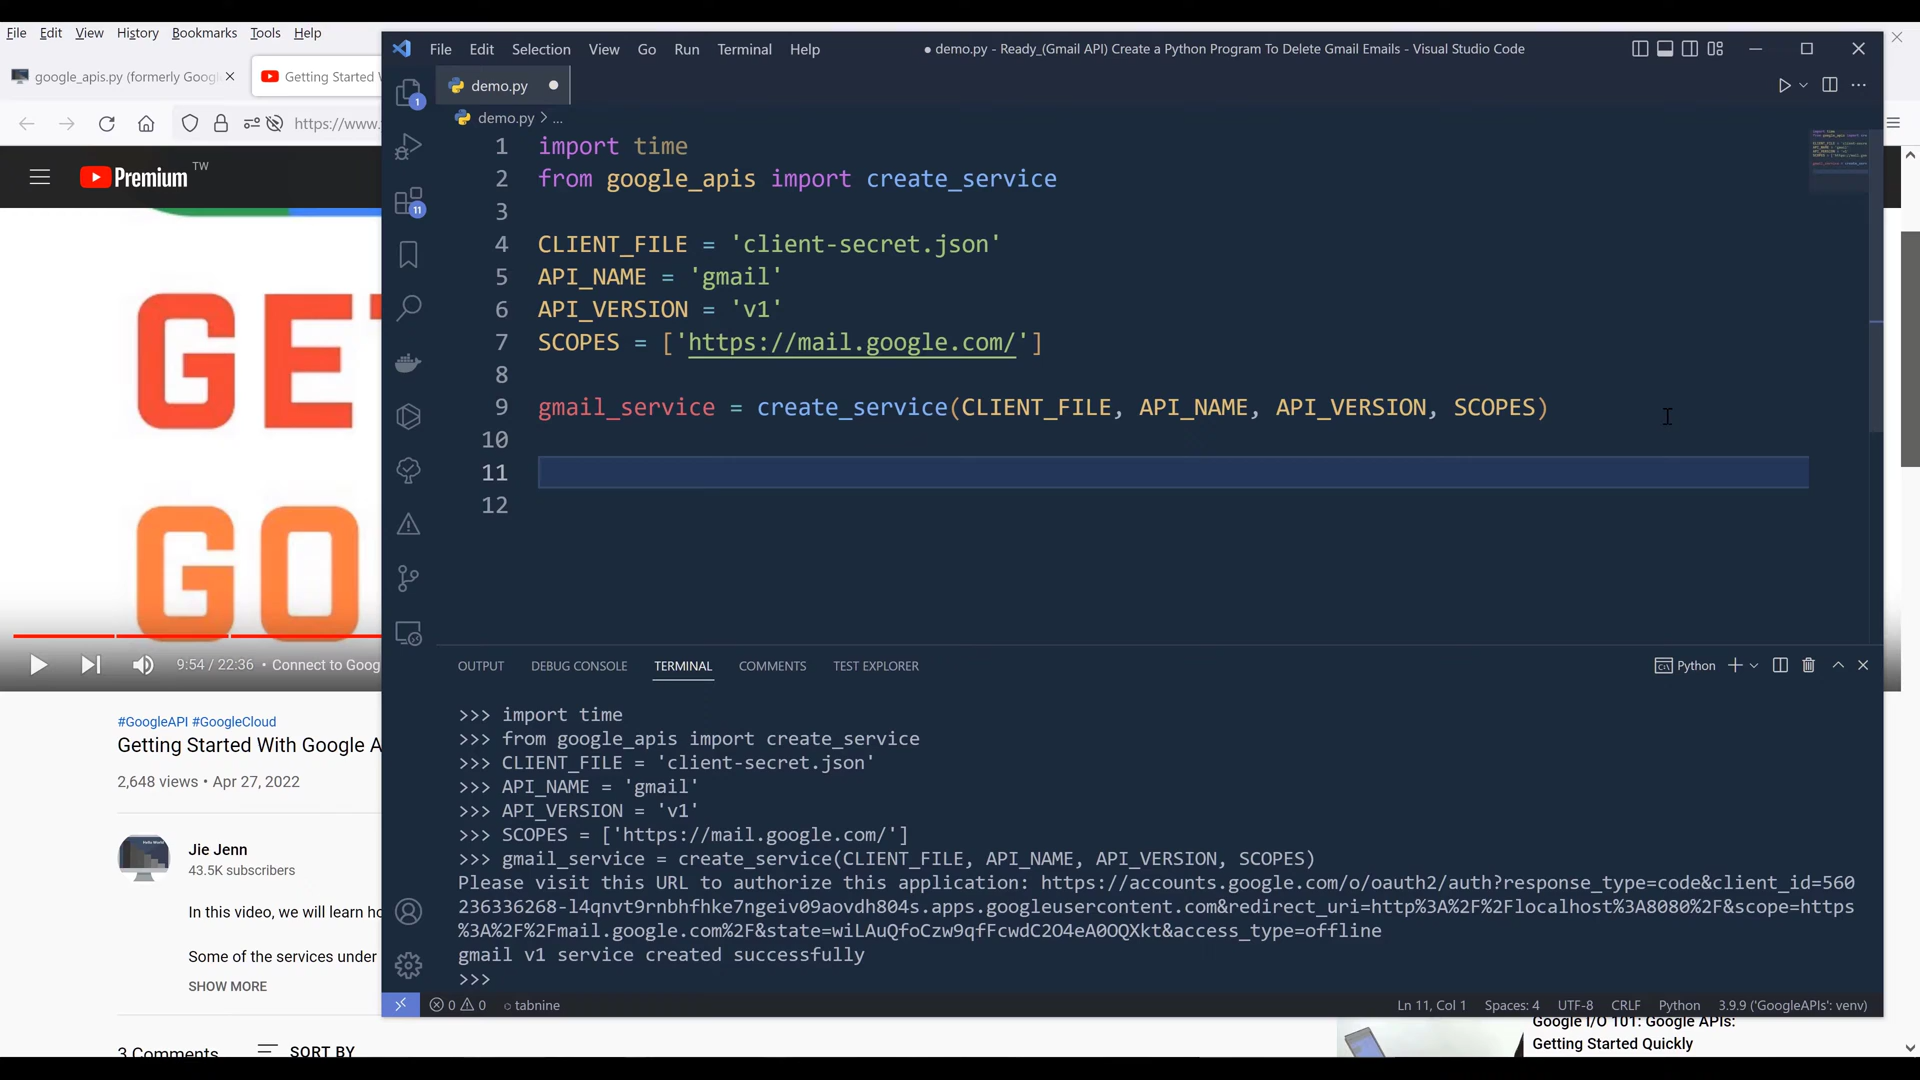 File Edit View History Bookmarks Tools Help
google_apis.py (formerly Googl
Getting Started W
https://www.
Premium TW
GET
GO
9:54 / 22:36 • Connect to Goog
#GoogleAPI #GoogleCloud
Getting Started With Google A
2,648 views • Apr 27, 2022
Jie Jenn
43.5K subscribers
In this video, we will learn ho
Some of the services under
SHOW MORE
3 Comments SORT BY
File Edit Selection View Go Run Terminal Help
● demo.py - Ready_(Gmail API) Create a Python Program To Delete Gmail Emails - Visual Studio Code
demo.py ●
demo.py > ...
1
11
1 import time
2 from google_apis import create_service
3
4 CLIENT_FILE = 'client-secret.json'
5 API_NAME = 'gmail'
6 API_VERSION = 'v1'
7 SCOPES = ['https://mail.google.com/']
8
9 gmail_service = create_service(CLIENT_FILE, API_NAME, API_VERSION, SCOPES)
10
11
12
OUTPUT DEBUG CONSOLE TERMINAL COMMENTS TEST EXPLORER
Python
>>> import time
>>> from google_apis import create_service
>>> CLIENT_FILE = 'client-secret.json'
>>> API_NAME = 'gmail'
>>> API_VERSION = 'v1'
>>> SCOPES = ['https://mail.google.com/']
>>> gmail_service = create_service(CLIENT_FILE, API_NAME, API_VERSION, SCOPES)
Please visit this URL to authorize this application: https://accounts.google.com/o/oauth2/auth?response_type=code&client_id=560
236336268-l4qnvt9rnbhfhke7ngeiv09aovdh804s.apps.googleusercontent.com&redirect_uri=http%3A%2F%2Flocalhost%3A8080%2F&scope=https
%3A%2F%2Fmail.google.com%2F&state=wiLAuQfoCzw9qfFcwdC2O4eA0OQXkt&access_type=offline
gmail v1 service created successfully
>>>
0 0 tabnine
Ln 11, Col 1 Spaces: 4 UTF-8 CRLF Python 3.9.9 ('GoogleAPIs': venv)
Google I/O 101: Google APIs:
Getting Started Quickly